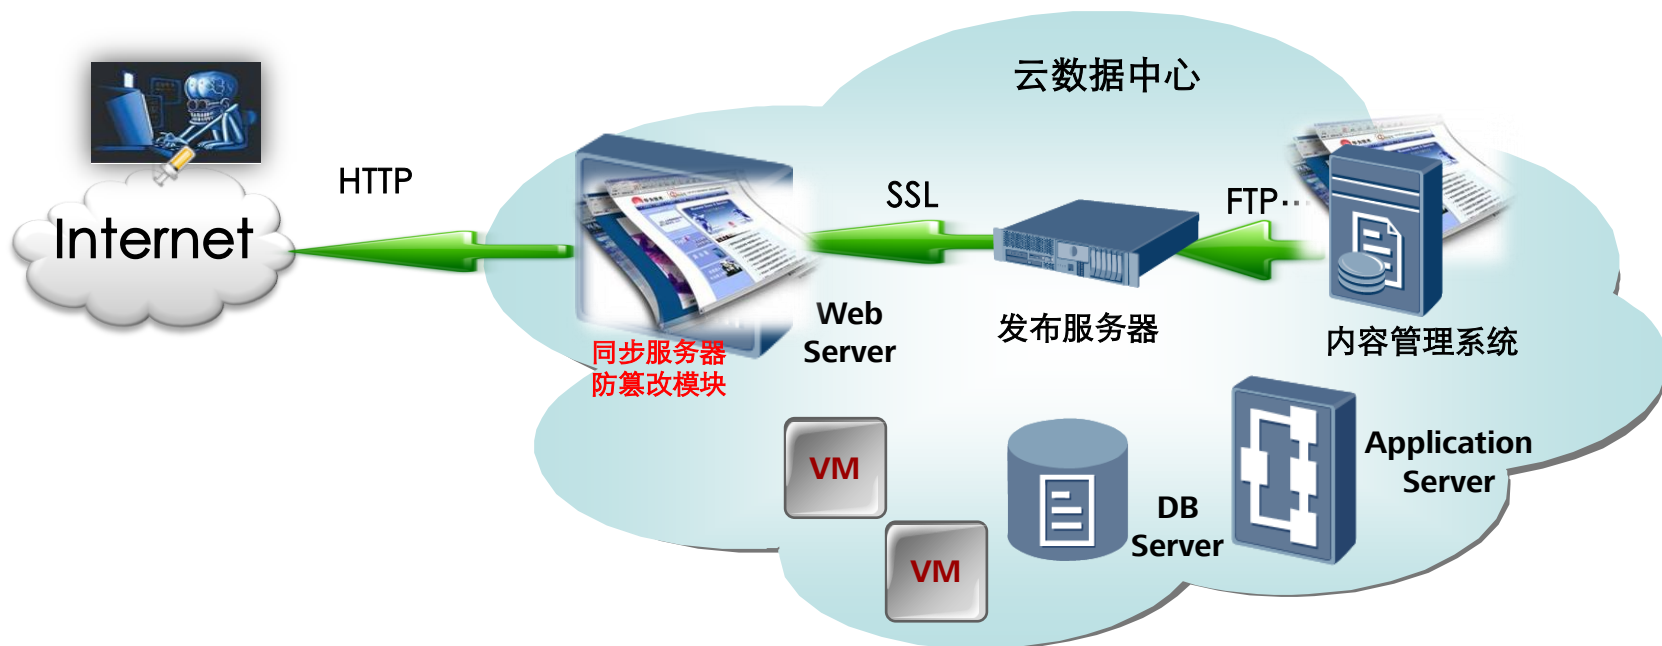 云数据中心
HTTP
SSL
FTP···
Internet
Web
Server
发布服务器
内容管理系统
同步服务器
防篡改模块
VM
VM
DB
Server
Application
Server